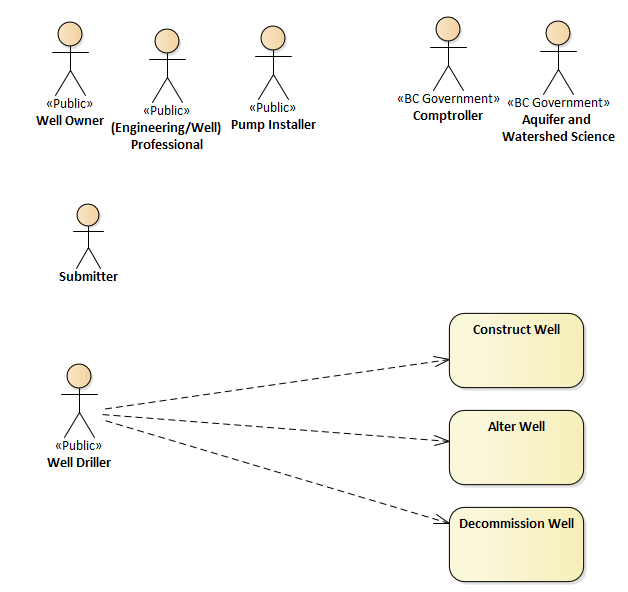 «Public»
Well Owner
«Public»
(Engineering/Well)
Professional
«Public»
Pump Installer
«BC Government»
Comptroller
«BC Government»
Aquifer and
Watershed Science
Submitter
Construct Well
Alter Well
«Public»
Well Driller
Decommission Well